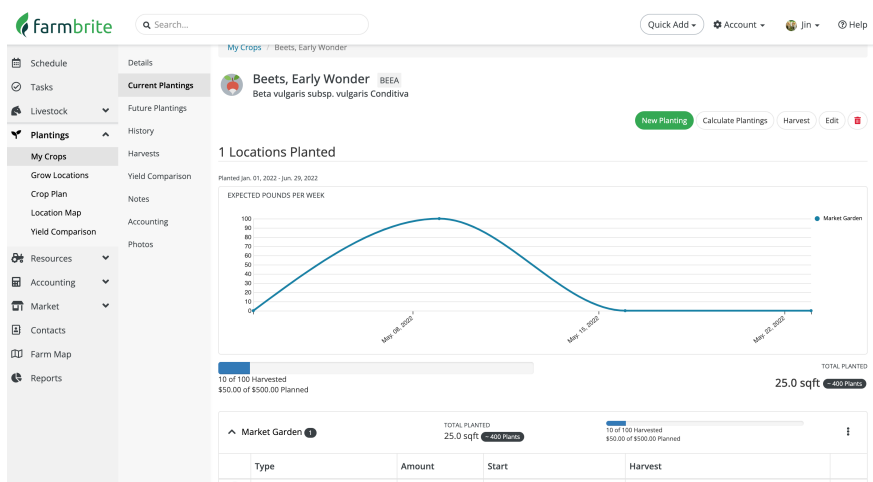 farmbrite
Search...
Quick Add
Account
Jin
Help
Schedule
Tasks
Livestock
Plantings
My Crops
Grow Locations
Crop Plan
Location Map
Yield Comparison
Resources
Accounting
Market
Contacts
Farm Map
Reports
Details
Current Plantings
Future Plantings
History
Harvests
Yield Comparison
Notes
Accounting
Photos
My Crops / Beets, Early Wonder
Beets, Early Wonder BEEA
Beta vulgaris subsp. vulgaris Conditiva
New Planting Calculate Plantings Harvest Edit
1 Locations Planted
Planted Jan. 01, 2022 - Jun. 29, 2022
EXPECTED POUNDS PER WEEK
100
90
80
70
60
50
40
30
20
10
0
May. 08, 2022
May. 15, 2022
May. 22, 2022
Market Garden
10 of 100 Harvested
$50.00 of $500.00 Planned
TOTAL PLANTED
25.0 sqft ~ 400 Plants
Market Garden 1
TOTAL PLANTED
25.0 sqft ~ 400 Plants
10 of 100 Harvested
$50.00 of $500.00 Planned
Type Amount Start Harvest